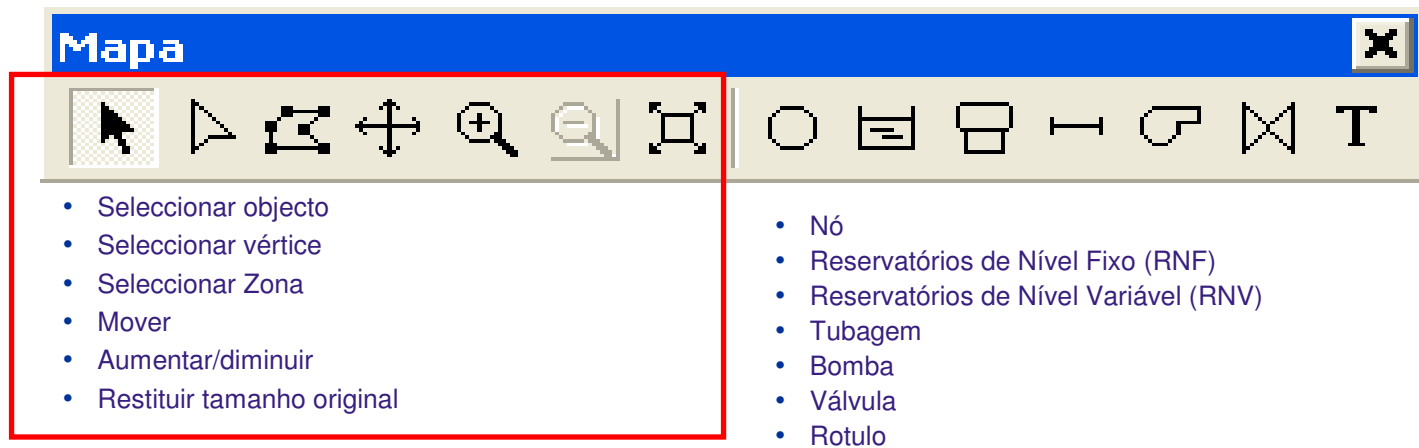 Mapa
T
• Seleccionar objecto
• Seleccionar vértice
• Seleccionar Zona
• Mover
• Aumentar/diminuir
• Restituir tamanho original
• Nó
• Reservatórios de Nível Fixo (RNF)
• Reservatórios de Nível Variável (RNV)
• Tubagem
• Bomba
• Válvula
• Rotulo